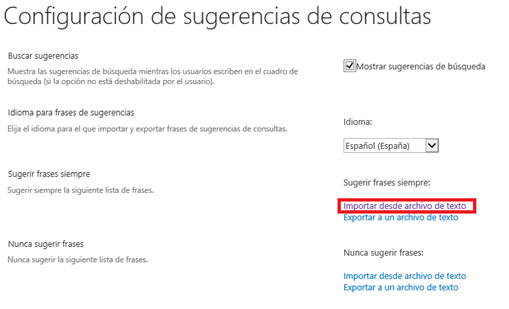 Configuración de sugerencias de consultas
Buscar sugerencias
Muestra las sugerencias de búsqueda mientras los usuarios escriben en el cuadro de
búsqueda (si la opción no está deshabilitada por el usuario).
Mostrar sugerencias de búsqueda
Idioma para frases de sugerencias
Elija el idioma para el que importar y exportar frases de sugerencias de consultas.
Idioma:
Español (España)
Sugerir frases siempre
Sugerir siempre la siguiente lista de frases.
Sugerir frases siempre:
Importar desde archivo de texto
Exportar a un archivo de texto
Nunca sugerir frases
Nunca sugerir la siguiente lista de frases.
Nunca sugerir frases:
Importar desde archivo de texto
Exportar a un archivo de texto